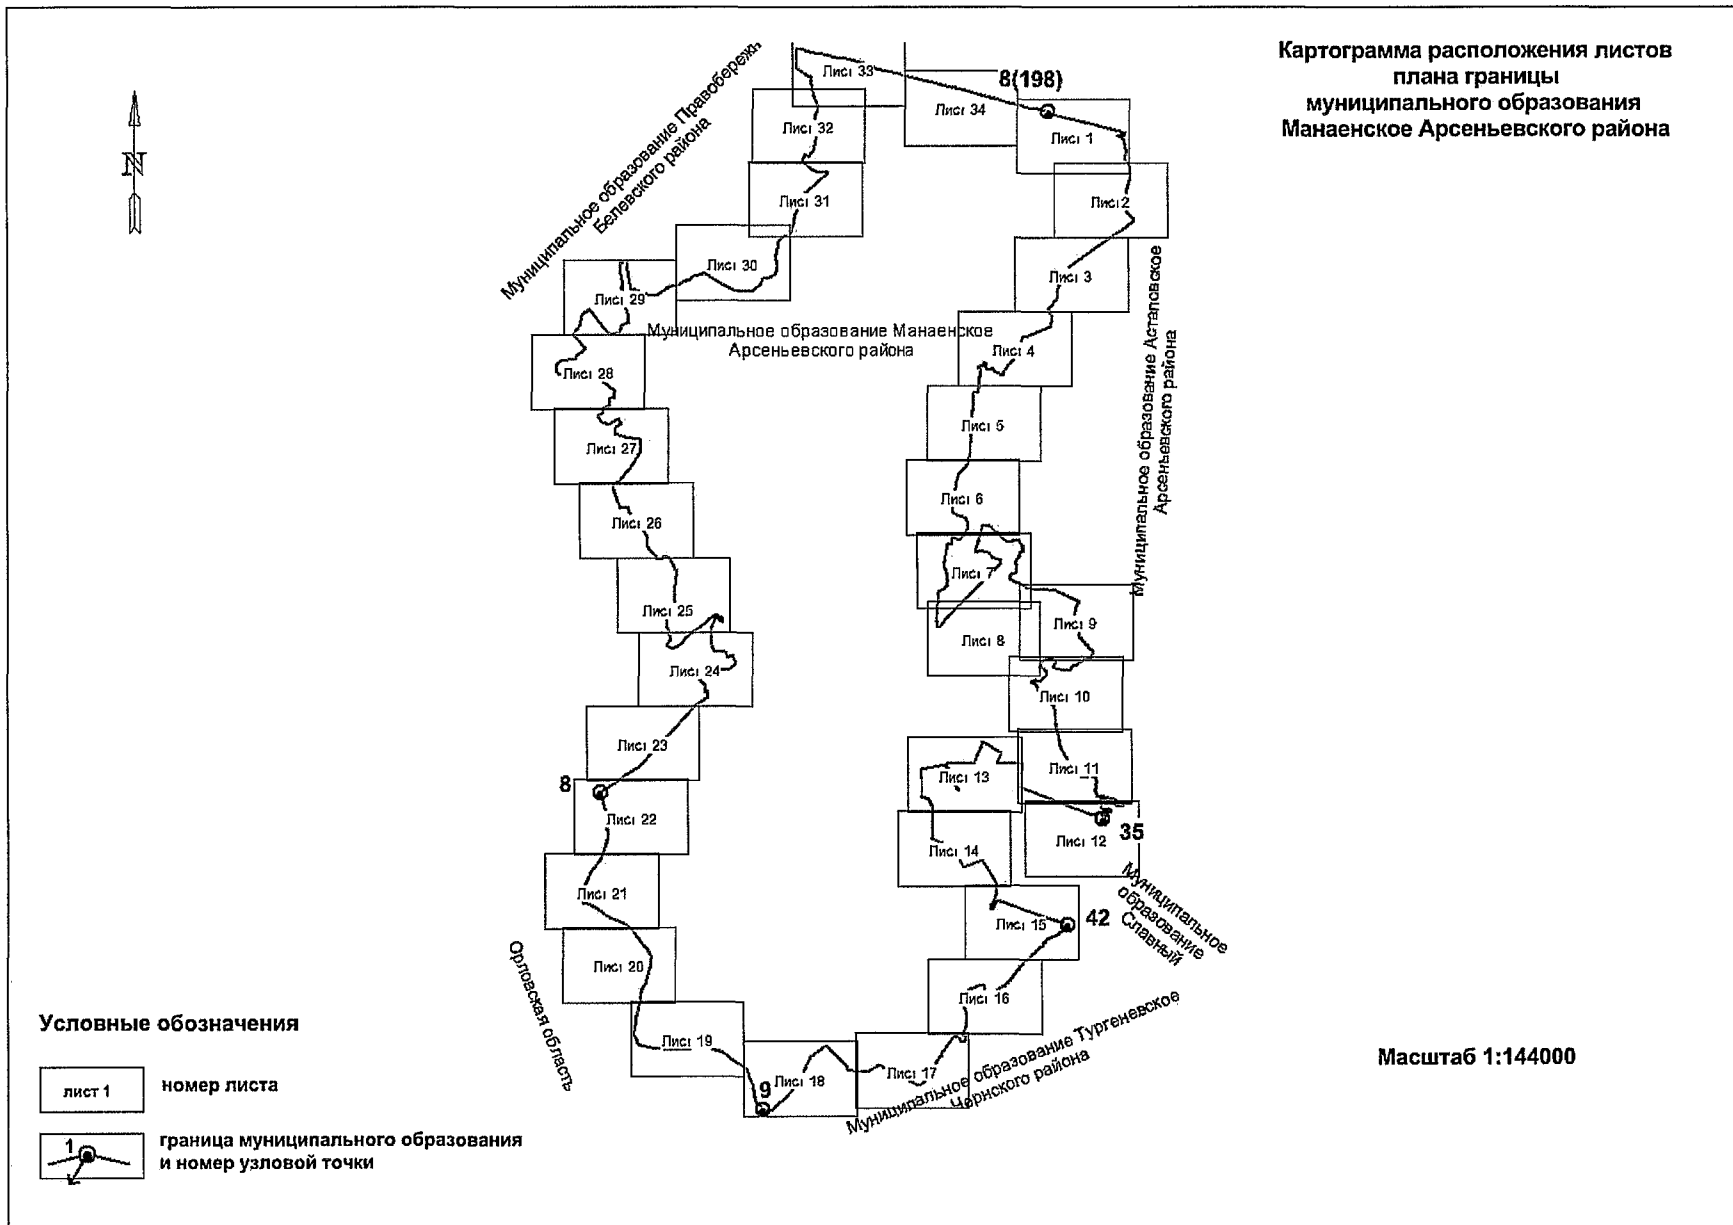 Картограмма расположения листов
плана границы
муниципального образования
Манаенское Арсеньевского района
N
Муниципальное образование Правобережь
Белевского района
8(198)
Лист 33
Лист 34
Лист 1
Лист 32
Лист 2
Лист 31
Лист 3
Лист 30
Лист 29
Муниципальное образование Манаенское
Арсеньевского района
Лист 4
Муниципальное образование Астаповское
Арсеньевского района
Лист 28
Лист 5
Лист 27
Лист 6
Лист 26
Лист 7
Лист 25
Лист 9
Лист 8
Лист 24
Лист 10
Лист 23
Лист 13
Лист 11
8
Лист 22
Лист 12
35
Лист 14
Муниципальное
образование
Славный
Лист 21
Лист 15
42
Лист 20
Орловская область
Лист 16
Лист 19
Лист 18
Лист 17
9
Муниципальное образование Тургеневское
Чернского района
Условные обозначения
лист 1
номер листа
1
граница муниципального образования
и номер узловой точки
Масштаб 1:144000